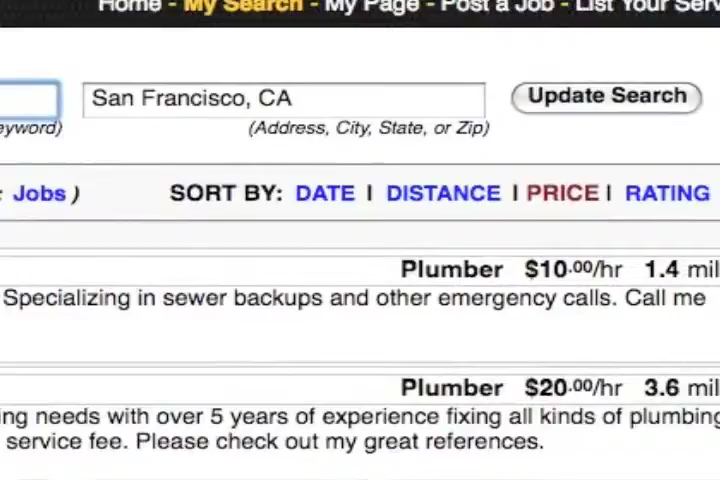 Home - My Search - My Page - Post a Job - List Your Serv
San Francisco, CA Update Search
eyword) (Address, City, State, or Zip)
: Jobs ) SORT BY: DATE | DISTANCE | PRICE | RATING
Plumber $10.00/hr 1.4 mil
Specializing in sewer backups and other emergency calls. Call me
Plumber $20.00/hr 3.6 mil
ing needs with over 5 years of experience fixing all kinds of plumbing
service fee. Please check out my great references.